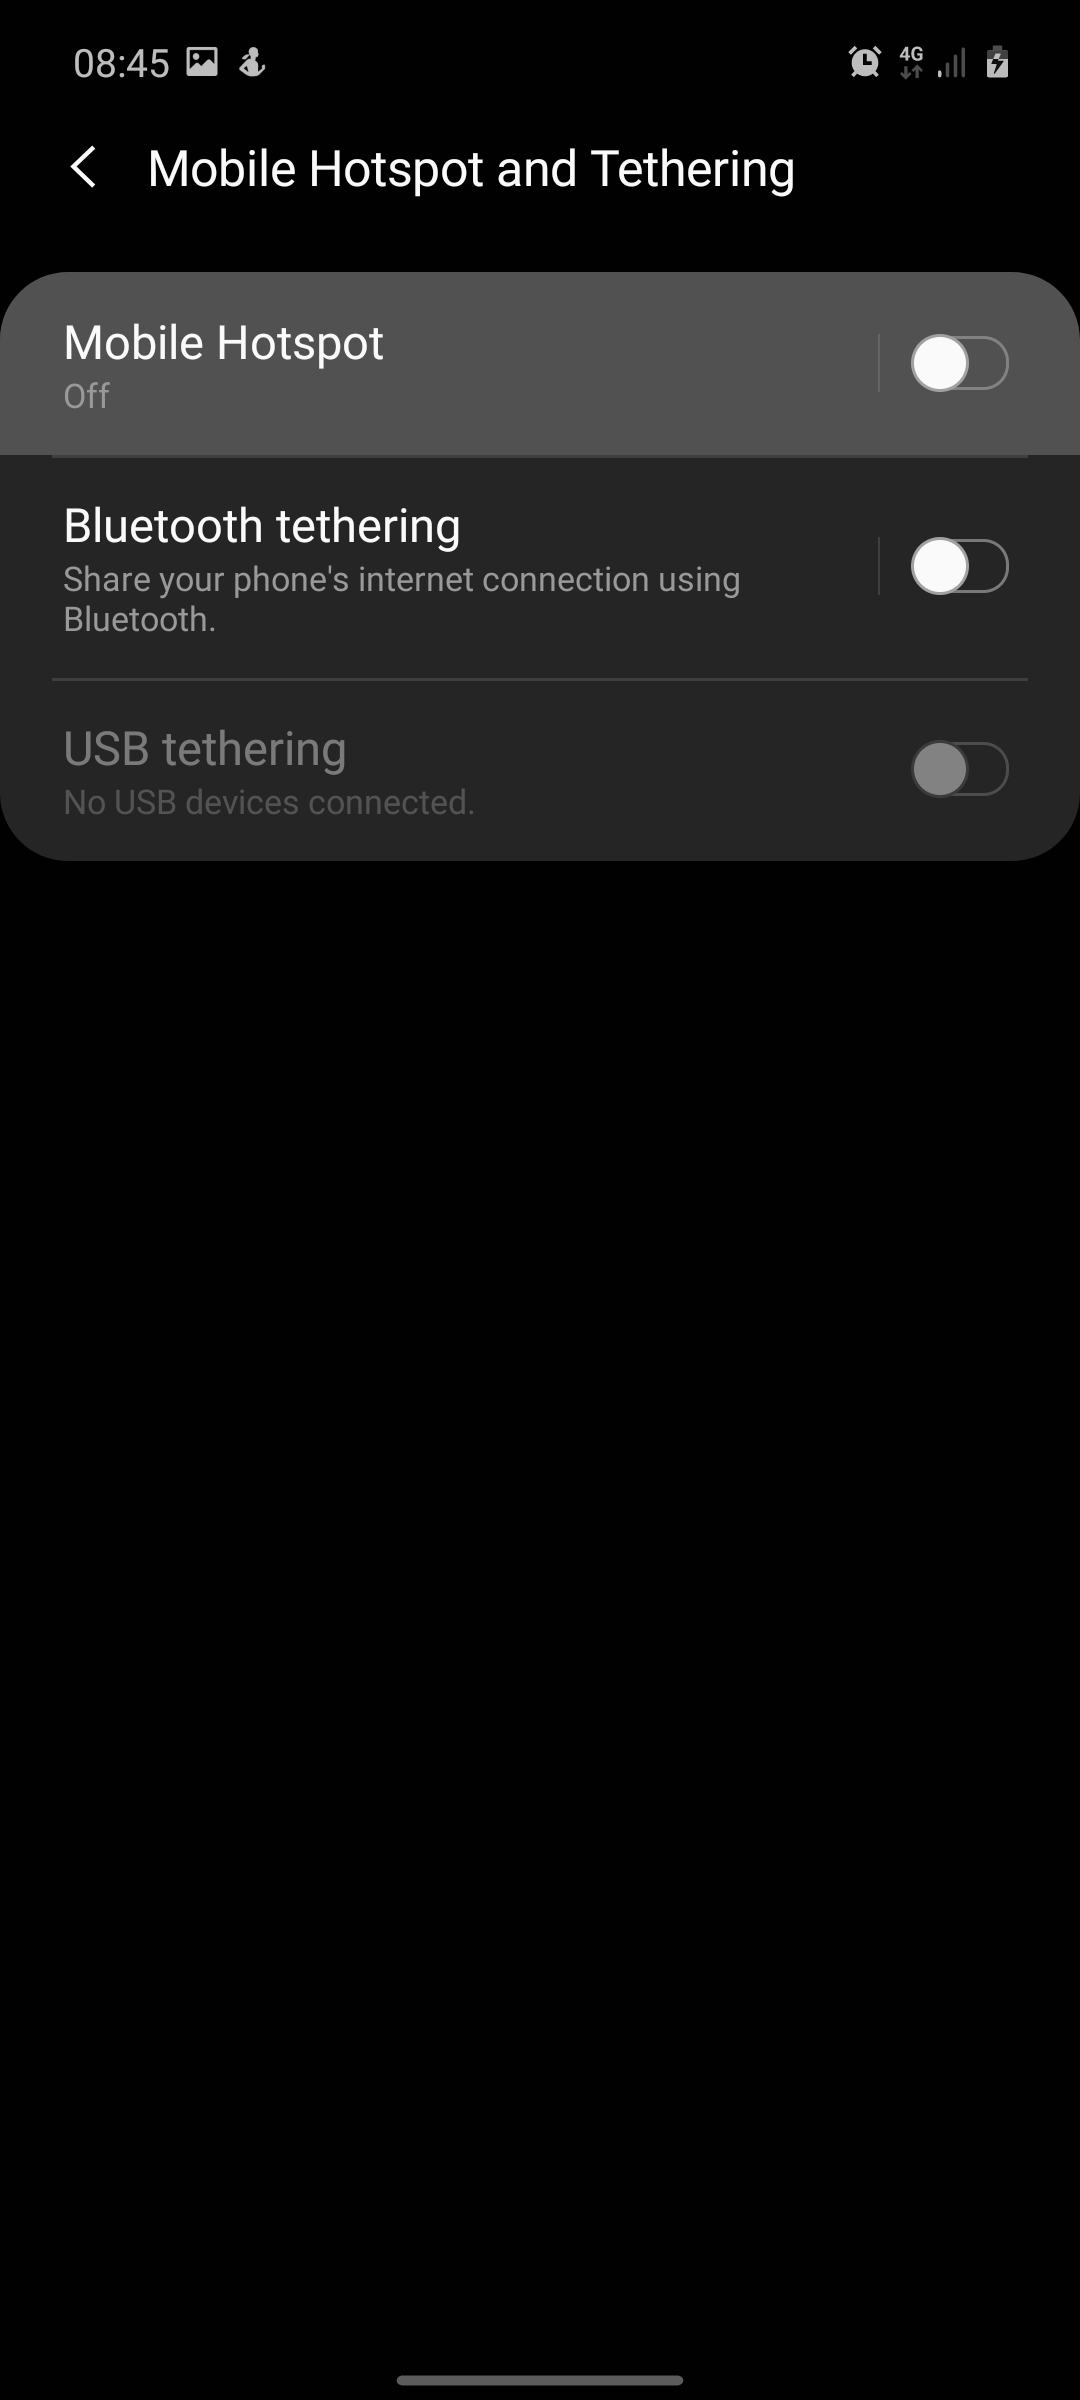 08:45
4G
Mobile Hotspot and Tethering
Mobile Hotspot
Off
Bluetooth tethering
Share your phone's internet connection using
Bluetooth.
USB tethering
No USB devices connected.